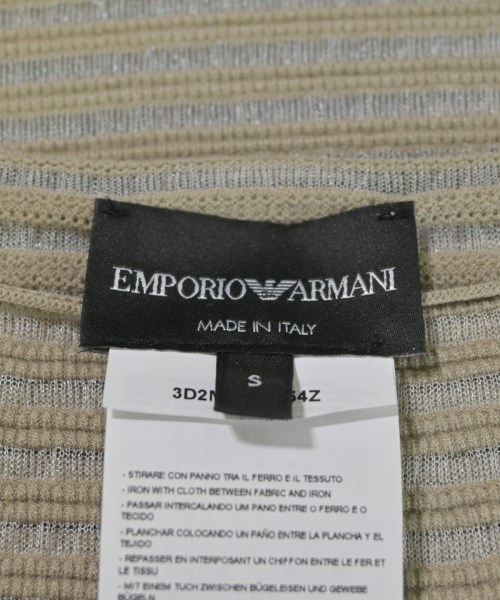 EMPORIO ARMANI
MADE IN ITALY
S
3D2 54Z
- STIRARE CON PANNO TRA IL FERRO E IL TESSUTO
- IRON WITH CLOTH BETWEEN FABRIC AND IRON
- PASSAR INTERCALANDO UM PANO ENTRE O FERRO E O
TECIDO
- PLANCHAR COLOCANDO UN PAÑO ENTRE LA PLANCHA Y EL
TEJIDO
- REPASSER EN INTERPOSANT UN CHIFFON ENTRE LE FER ET
LE TISSU
- MIT EINEM TUCH ZWISCHEN BÜGELEISEN UND GEWEBE
BÜGELN